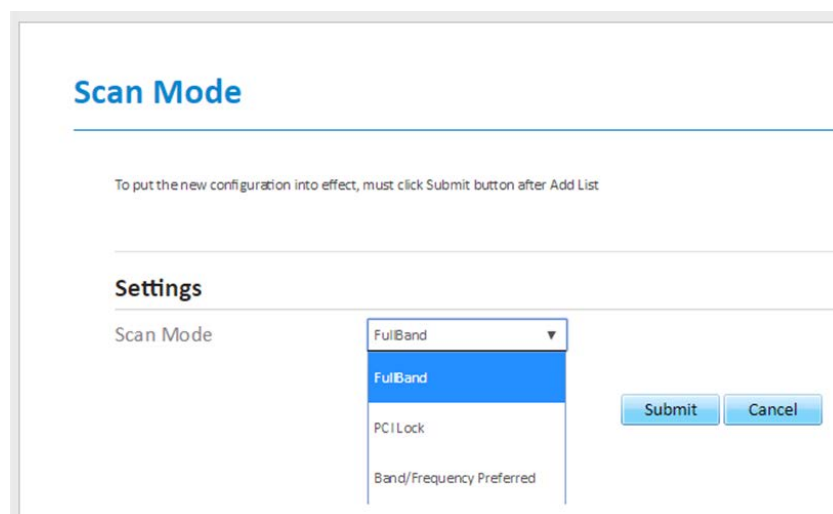 Scan Mode
To put the new configuration into effect, must click Submit button after Add List
Settings
Scan Mode
FullBand
FullBand
PCI Lock
Band/Frequency Preferred
Submit
Cancel